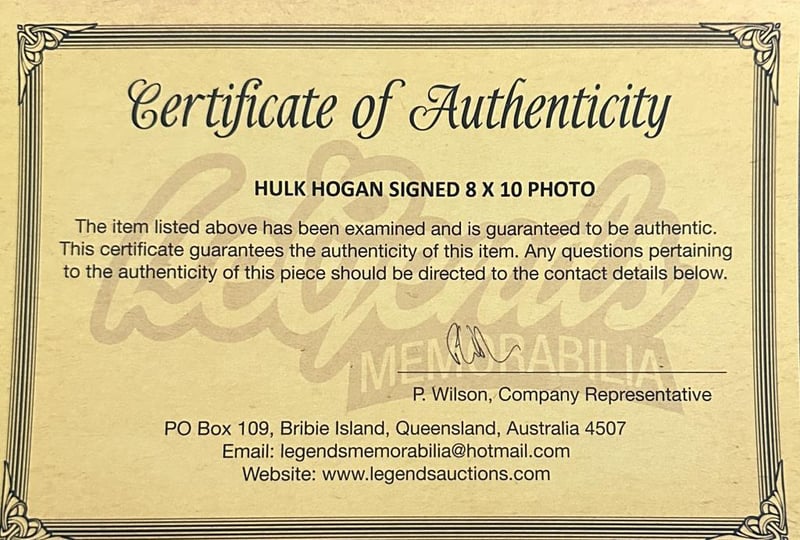 Certificate of Authenticity
HULK HOGAN SIGNED 8 X 10 PHOTO
The item listed above has been examined and is guaranteed to be authentic.
This certificate guarantees the authenticity of this item. Any questions pertaining
to the authenticity of this piece should be directed to the contact details below.
Legends
MEMORABILIA
P. Wilson, Company Representative
PO Box 109, Bribie Island, Queensland, Australia 4507
Email: legendsmemorabilia@hotmail.com
Website: www.legendsauctions.com